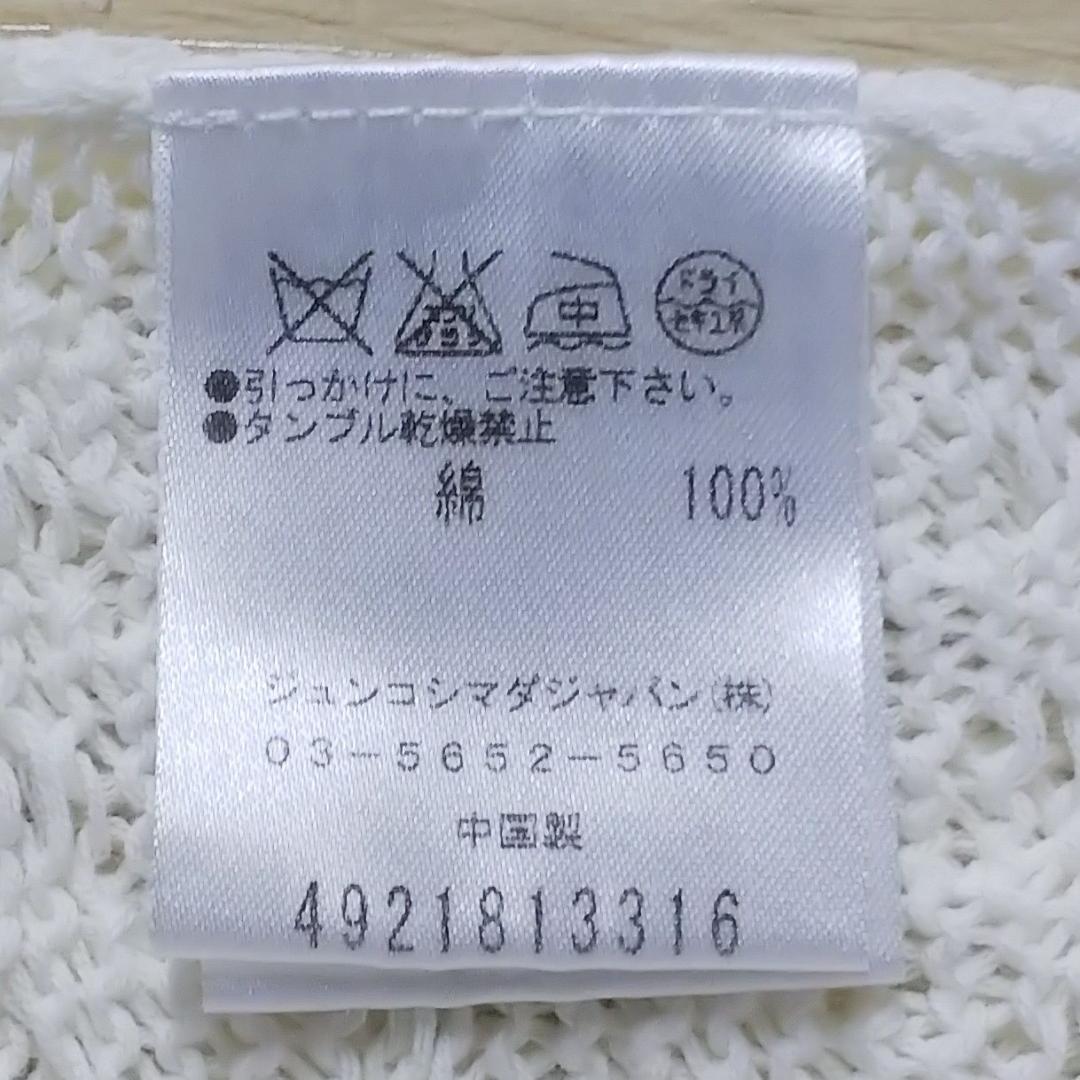 中 ドライ
セキユ系
●引っかけに、ご注意下さい。
●タンブル乾燥禁止
綿 100%
ジュンコシマダジャパン(株)
03-5652-5650
中国製
4921813316